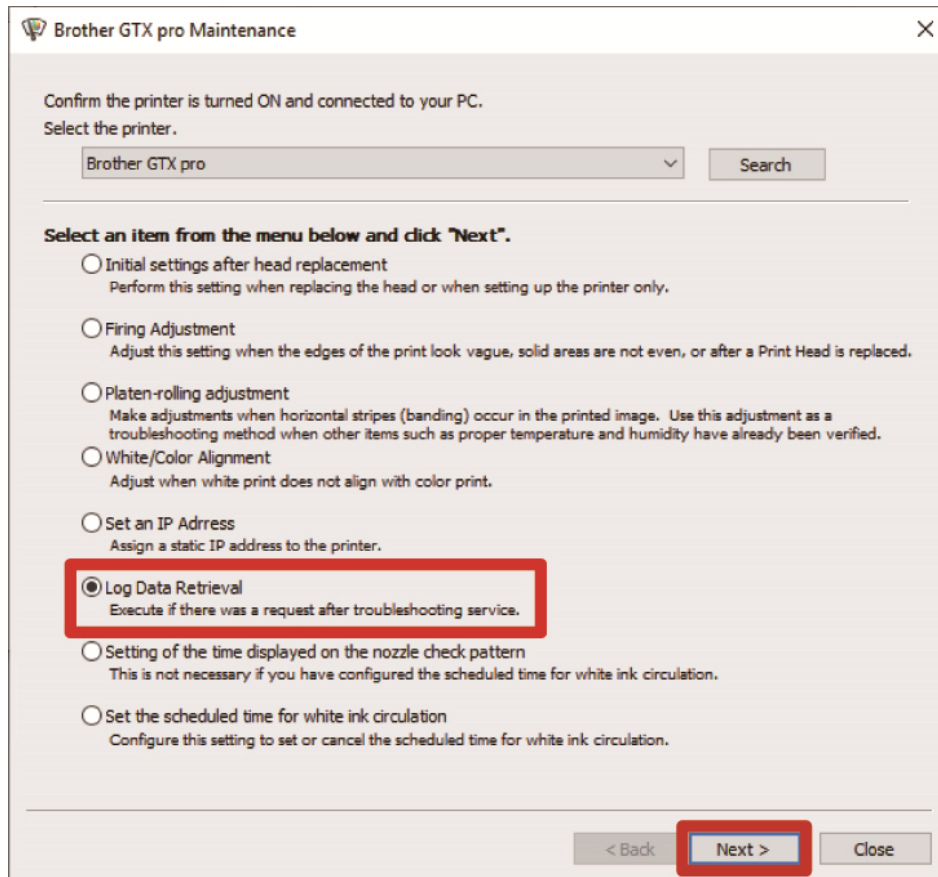 Brother GTX pro Maintenance
Confirm the printer is turned ON and connected to your PC.
Select the printer.
Brother GTX pro
Search
Select an item from the menu below and click "Next".
Initial settings after head replacement
Perform this setting when replacing the head or when setting up the printer only.
Firing Adjustment
Adjust this setting when the edges of the print look vague, solid areas are not even, or after a Print Head is replaced.
Platen-rolling adjustment
Make adjustments when horizontal stripes (banding) occur in the printed image. Use this adjustment as a
troubleshooting method when other items such as proper temperature and humidity have already been verified.
White/Color Alignment
Adjust when white print does not align with color print.
Set an IP Adrress
Assign a static IP address to the printer.
Log Data Retrieval
Execute if there was a request after troubleshooting service.
Setting of the time displayed on the nozzle check pattern
This is not necessary if you have configured the scheduled time for white ink circulation.
Set the scheduled time for white ink circulation
Configure this setting to set or cancel the scheduled time for white ink circulation.
< Back
Next >
Close